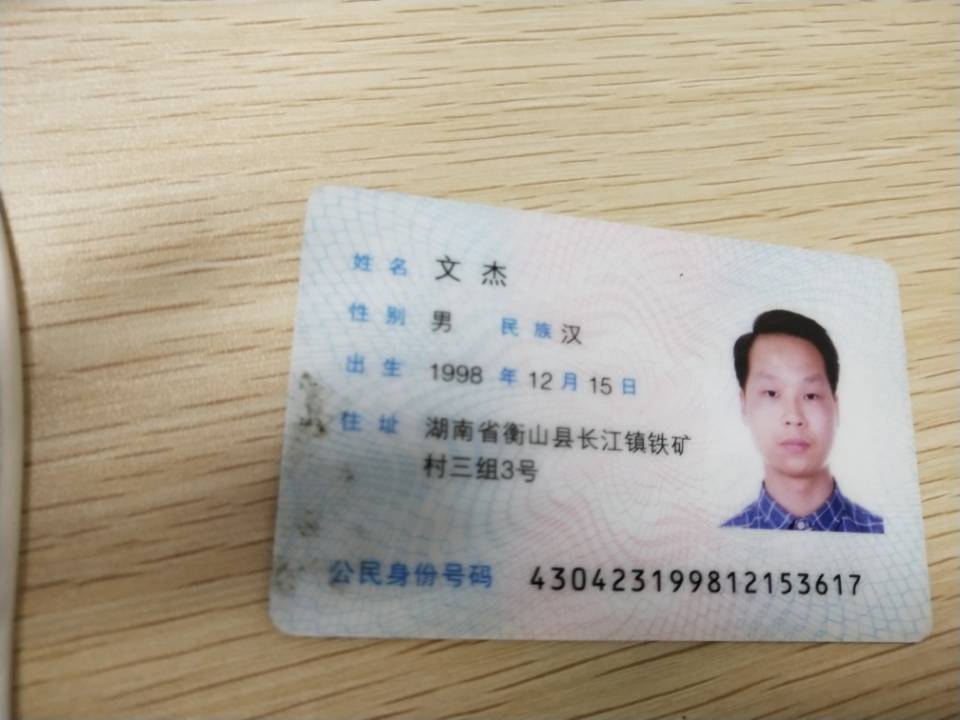 姓名 文杰
性别 男 民族 汉
出生 1998 年 12 月 15 日
住址 湖南省衡山县长江镇铁矿
村三组3号
公民身份号码 430423199812153617